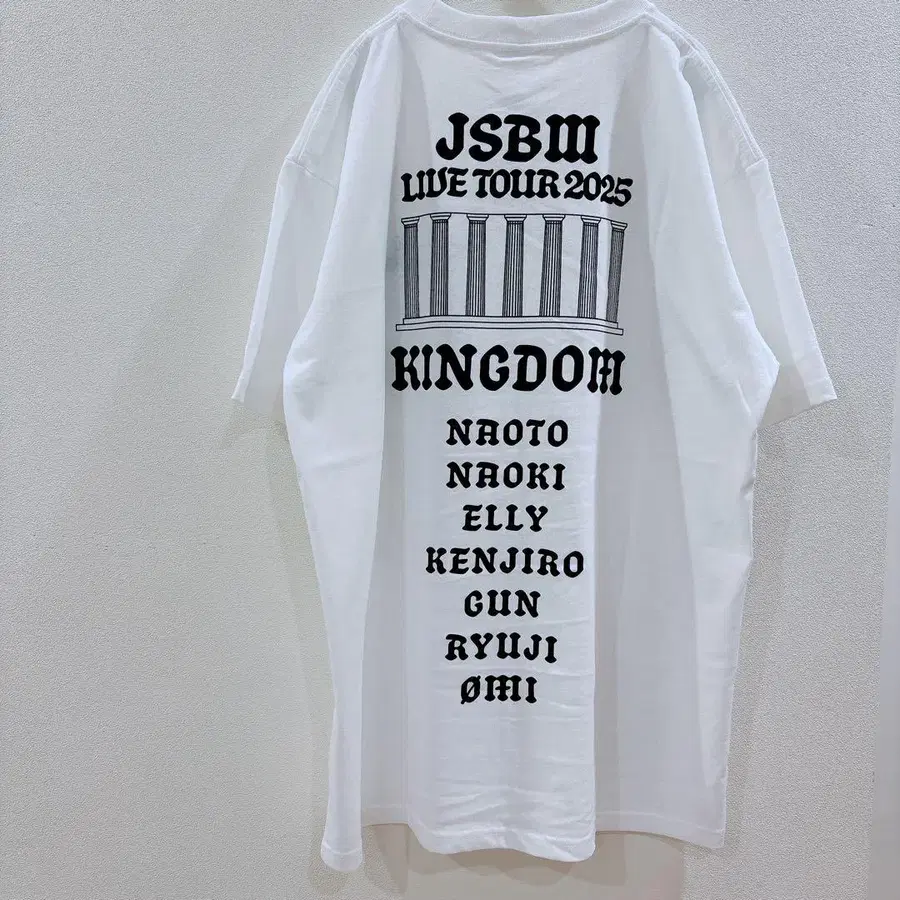 JSBIII
LIVE TOUR 2025
KINGDOM
NAOTO
NAOKI
ELLY
KENJIRO
GUN
RYUJI
ØMI